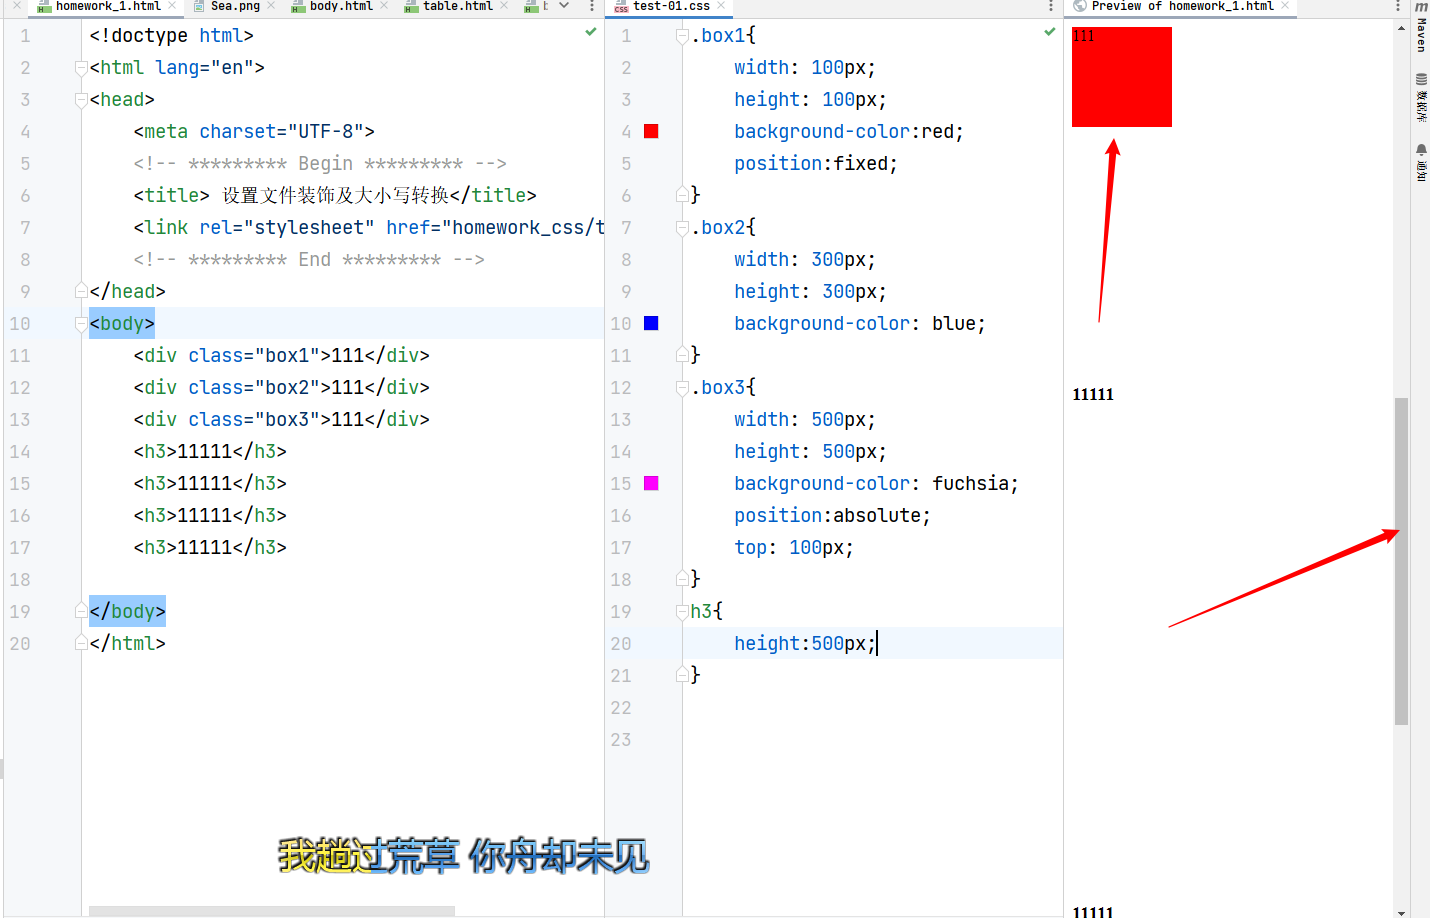 homework_1.html Sea.png body.html table.html
test-01.css
Preview of homework_1.html
1 <!doctype html>
2 <html lang="en">
3 <head>
4 <meta charset="UTF-8">
5 <!-- ********* Begin ********* -->
6 <title> 设置文件装饰及大小写转换</title>
7 <link rel="stylesheet" href="homework_css/t
8 <!-- ********* End ********* -->
9 </head>
10 <body>
11 <div class="box1">111</div>
12 <div class="box2">111</div>
13 <div class="box3">111</div>
14 <h3>11111</h3>
15 <h3>11111</h3>
16 <h3>11111</h3>
17 <h3>11111</h3>
18
19 </body>
20 </html>
1 .box1{
2 width: 100px;
3 height: 100px;
4 background-color:red;
5 position:fixed;
6 }
7 .box2{
8 width: 300px;
9 height: 300px;
10 background-color: blue;
11 }
12 .box3{
13 width: 500px;
14 height: 500px;
15 background-color: fuchsia;
16 position:absolute;
17 top: 100px;
18 }
19 h3{
20 height:500px;
21 }
22
23
111
11111
11111
m Maven
数据库
通知
我趟过荒草 你舟却未见